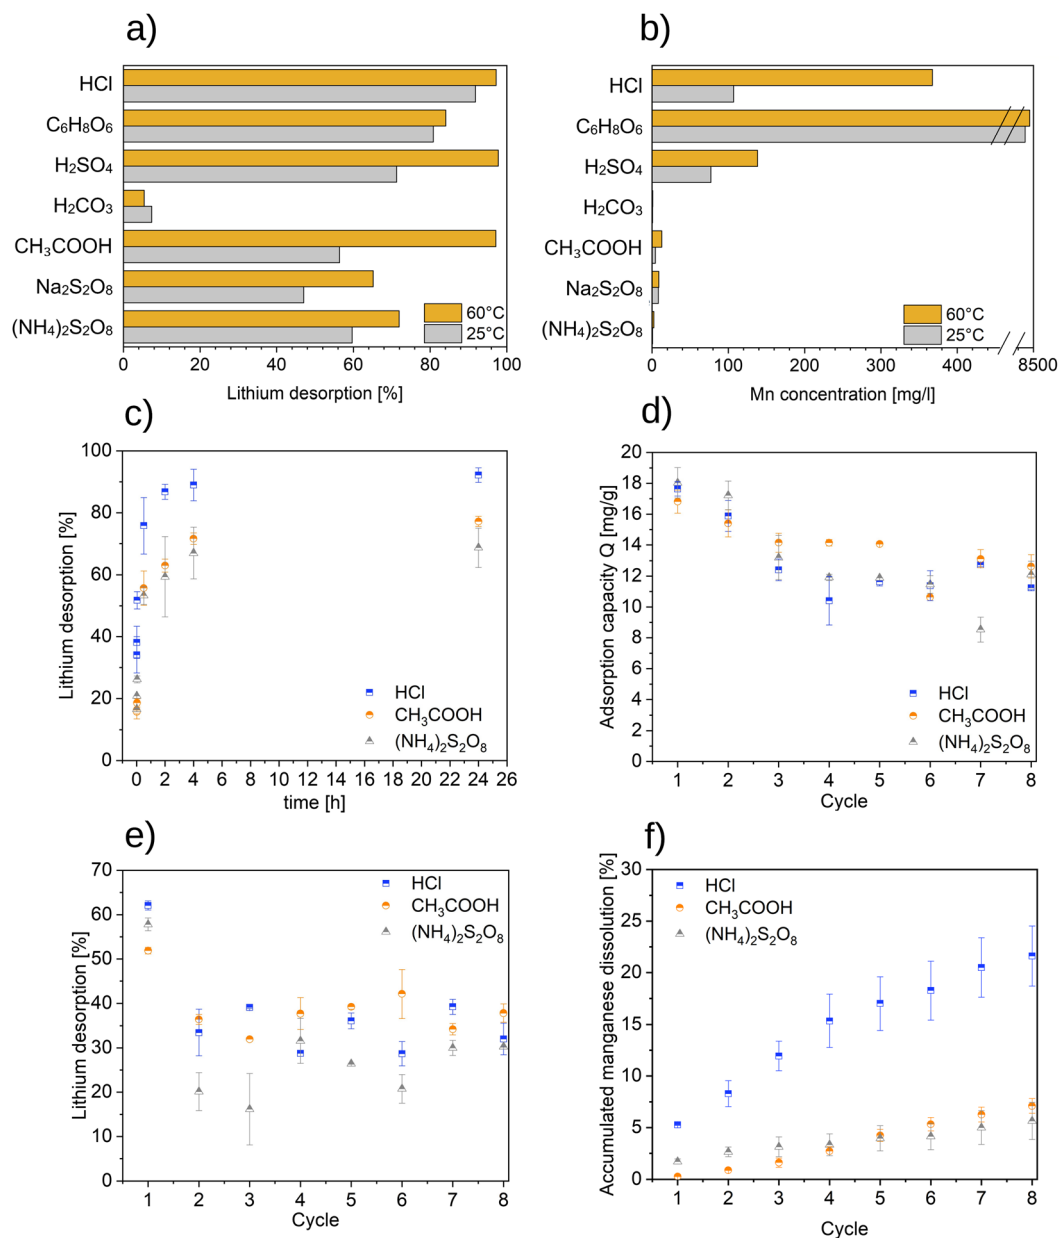 a)
HCl
C₆H₈O₆
H₂SO₄
H₂CO₃
CH₃COOH
Na₂S₂O₈
(NH₄)₂S₂O₈
60°C
25°C
0 20 40 60 80 100
Lithium desorption [%]
b)
HCl
C₆H₈O₆
H₂SO₄
H₂CO₃
CH₃COOH
Na₂S₂O₈
(NH₄)₂S₂O₈
60°C
25°C
0 100 200 300 400 8500
Mn concentration [mg/l]
c)
Lithium desorption [%]
100
80
60
40
20
0
HCl
CH₃COOH
(NH₄)₂S₂O₈
0 2 4 6 8 10 12 14 16 18 20 22 24 26
time [h]
d)
Adsorption capacity Q [mg/g]
20
18
16
14
12
10
8
6
4
2
0
HCl
CH₃COOH
(NH₄)₂S₂O₈
1 2 3 4 5 6 7 8
Cycle
e)
Lithium desorption [%]
70
60
50
40
30
20
10
0
HCl
CH₃COOH
(NH₄)₂S₂O₈
1 2 3 4 5 6 7 8
Cycle
f)
Accumulated manganese dissolution [%]
30
25
20
15
10
5
0
HCl
CH₃COOH
(NH₄)₂S₂O₈
1 2 3 4 5 6 7 8
Cycle